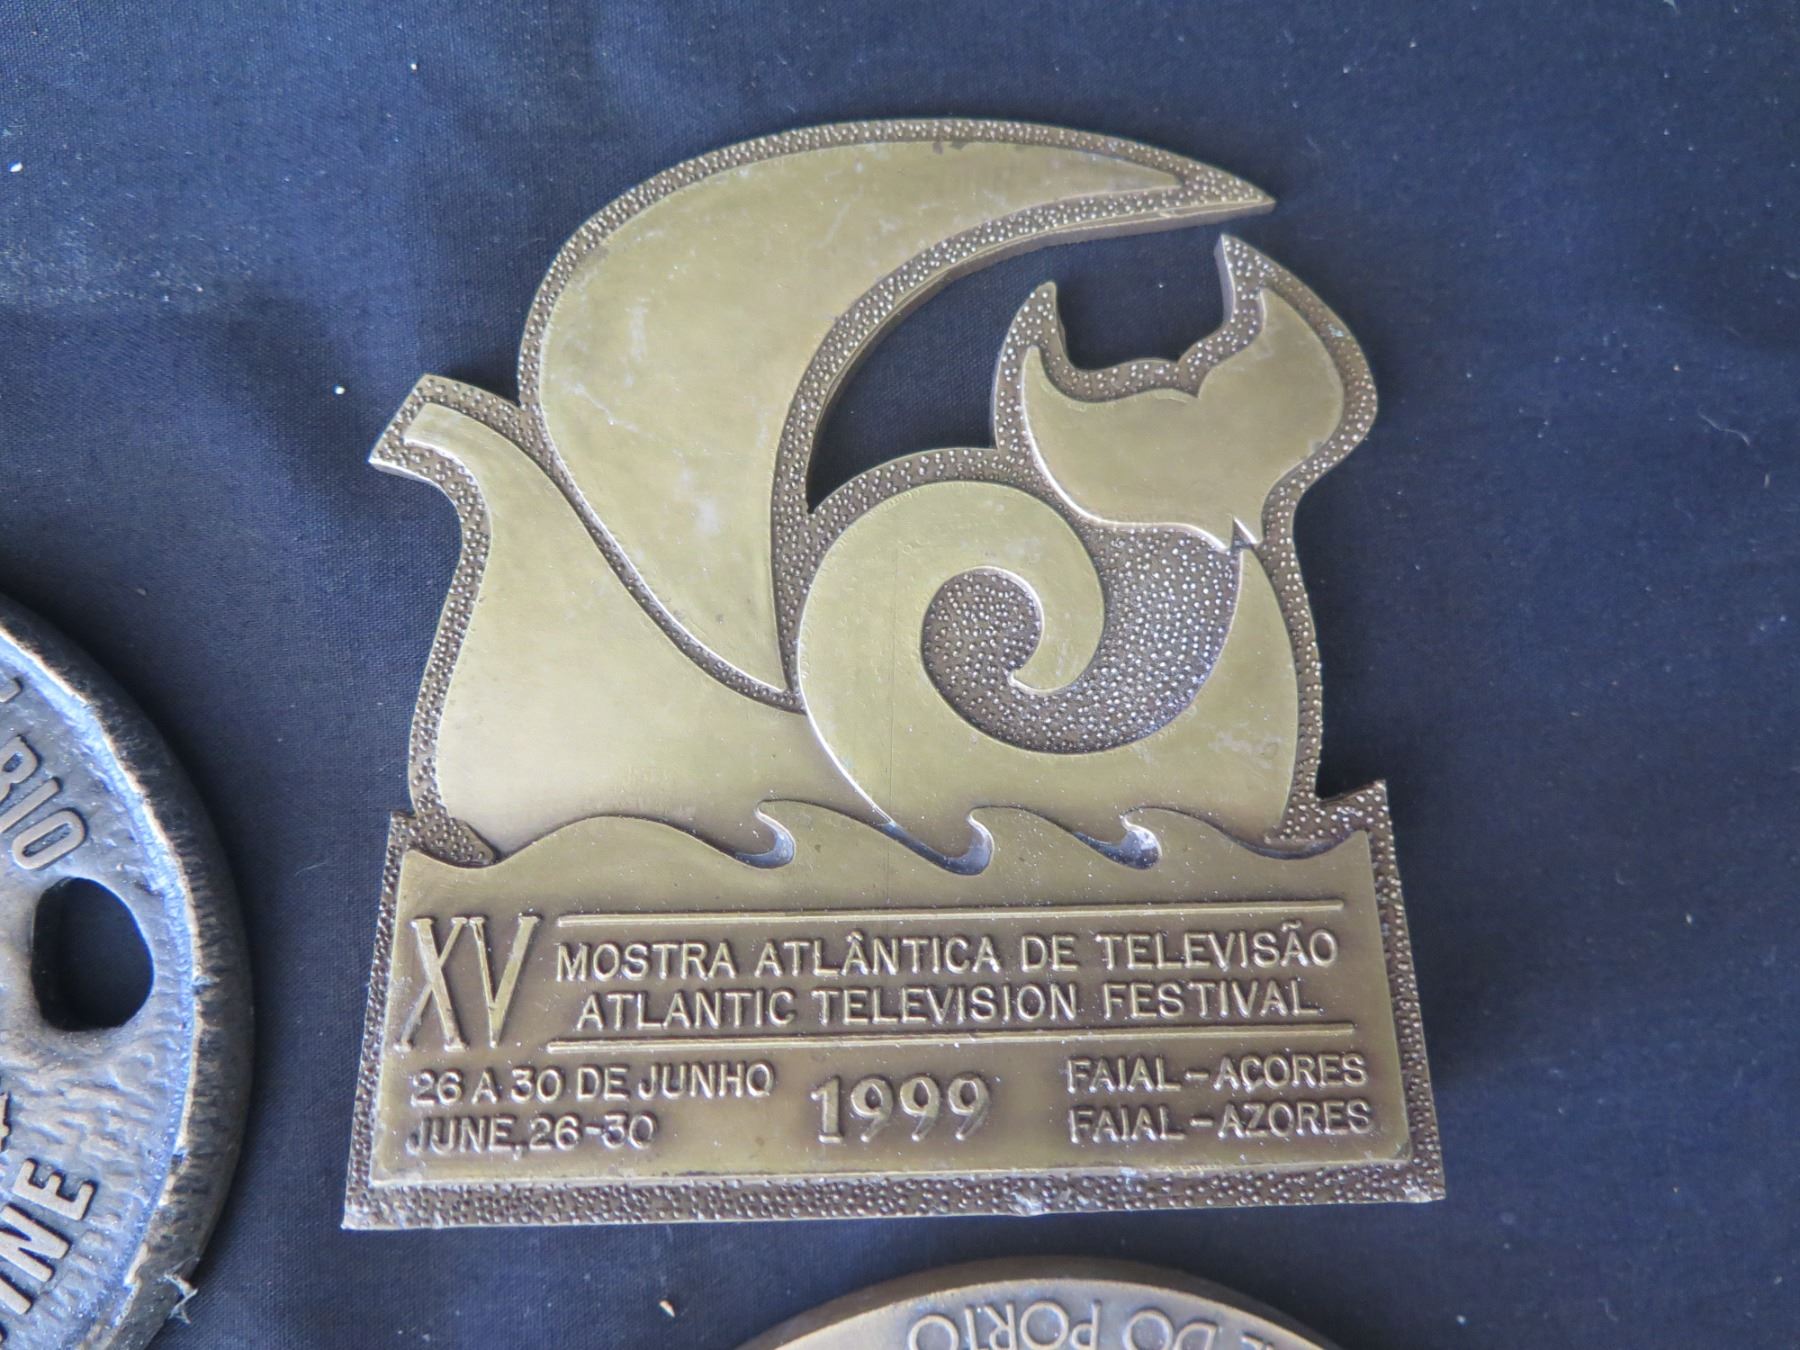 XV
MOSTRA ATLÂNTICA DE TELEVISÃO
ATLANTIC TELEVISION FESTIVAL
26 A 30 DE JUNHO
JUNE, 26-30
1999
FAIAL-AÇORES
FAIAL-AZORES
DO PORTO